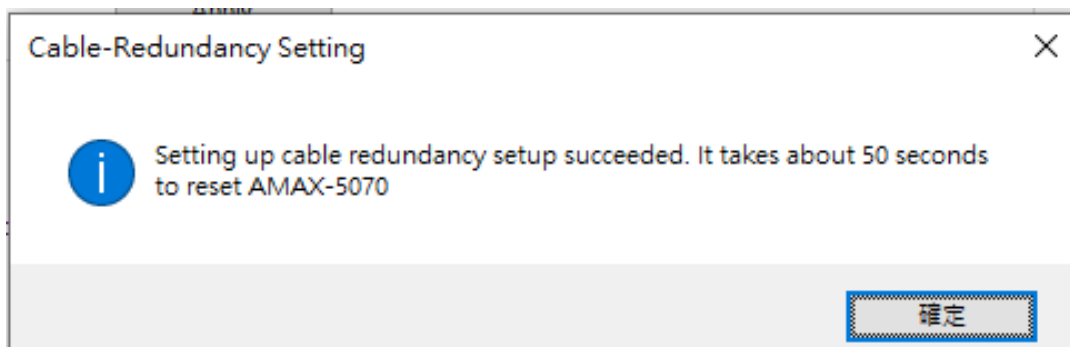 Apply
Cable-Redundancy Setting
Setting up cable redundancy setup succeeded. It takes about 50 seconds
to reset AMAX-5070
確定